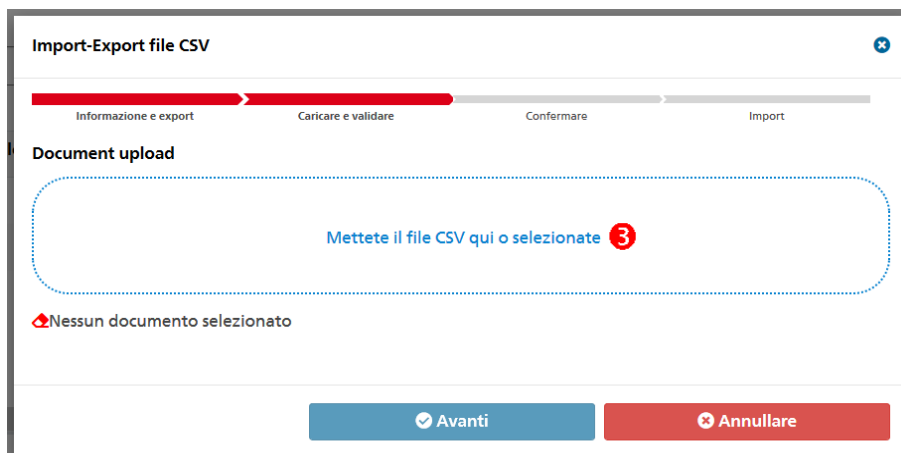 Import-Export file CSV
Informazione e export
Caricare e validare
Confermare
Import
Document upload
Mettete il file CSV qui o selezionate 3
Nessun documento selezionato
Avanti
Annullare